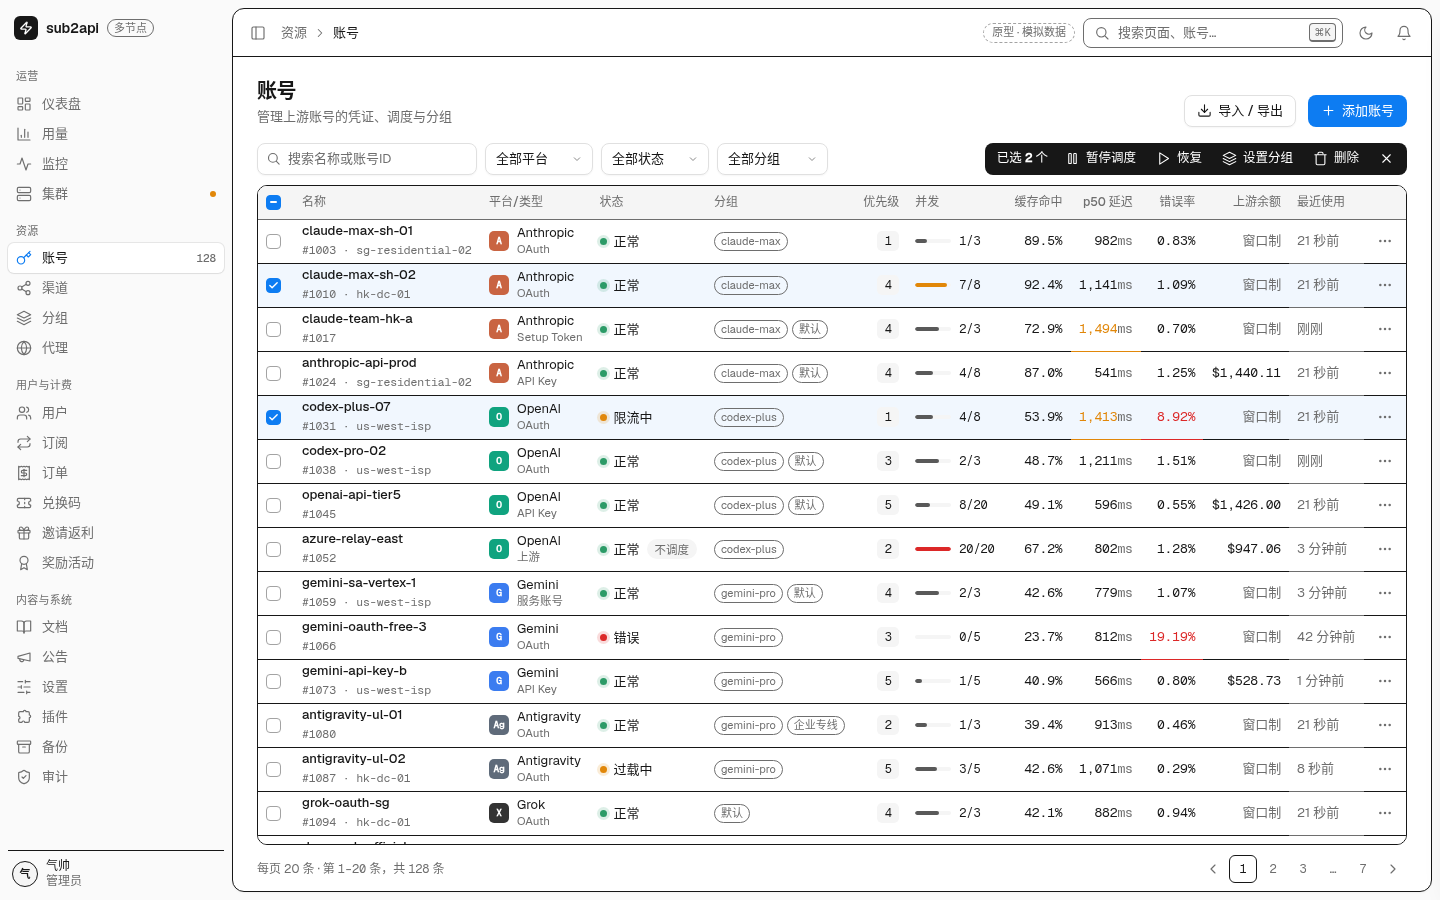 sub2api 多节点
运营
仪表盘
用量
监控
集群
资源
账号 128
渠道
分组
代理
用户与计费
用户
订阅
订单
兑换码
邀请返利
奖励活动
内容与系统
文档
公告
设置
插件
备份
审计
气 气帅
管理员
资源 > 账号
原型 · 模拟数据
搜索页面、账号… ⌘K
账号
管理上游账号的凭证、调度与分组
导入 / 导出
+ 添加账号
搜索名称或账号ID
全部平台
全部状态
全部分组
已选 2 个 暂停调度 恢复 设置分组 删除 ×
名称 平台/类型 状态 分组 优先级 并发 缓存命中 p50 延迟 错误率 上游余额 最近使用
claude-max-sh-01 A Anthropic 正常 claude-max 1 1/3 89.5% 982ms 0.83% 窗口制 21 秒前 ···
#1003 · sg-residential-02 OAuth
claude-max-sh-02 A Anthropic 正常 claude-max 4 7/8 92.4% 1,141ms 1.09% 窗口制 21 秒前 ···
#1010 · hk-dc-01 OAuth
claude-team-hk-a A Anthropic 正常 claude-max 默认 4 2/3 72.9% 1,494ms 0.70% 窗口制 刚刚 ···
#1017 Setup Token
anthropic-api-prod A Anthropic 正常 claude-max 默认 4 4/8 87.0% 541ms 1.25% $1,440.11 21 秒前 ···
#1024 · sg-residential-02 API Key
codex-plus-07 O OpenAI 限流中 codex-plus 1 4/8 53.9% 1,413ms 8.92% 窗口制 21 秒前 ···
#1031 · us-west-isp OAuth
codex-pro-02 O OpenAI 正常 codex-plus 默认 3 2/3 48.7% 1,211ms 1.51% 窗口制 刚刚 ···
#1038 · us-west-isp OAuth
openai-api-tier5 O OpenAI 正常 codex-plus 默认 5 8/20 49.1% 596ms 0.55% $1,426.00 21 秒前 ···
#1045 API Key
azure-relay-east O OpenAI 正常 不调度 codex-plus 2 20/20 67.2% 802ms 1.28% $947.06 3 分钟前 ···
#1052 上游
gemini-sa-vertex-1 G Gemini 正常 gemini-pro 默认 4 2/3 42.6% 779ms 1.07% 窗口制 3 分钟前 ···
#1059 · us-west-isp 服务账号
gemini-oauth-free-3 G Gemini 错误 gemini-pro 3 0/5 23.7% 812ms 19.19% 窗口制 42 分钟前 ···
#1066 OAuth
gemini-api-key-b G Gemini 正常 gemini-pro 5 1/5 40.9% 566ms 0.80% $528.73 1 分钟前 ···
#1073 · us-west-isp API Key
antigravity-ul-01 Ag Antigravity 正常 gemini-pro 企业专线 2 1/3 39.4% 913ms 0.46% 窗口制 21 秒前 ···
#1080 OAuth
antigravity-ul-02 Ag Antigravity 过载中 gemini-pro 5 3/5 42.6% 1,071ms 0.29% 窗口制 8 秒前 ···
#1087 · hk-dc-01 OAuth
grok-oauth-sg X Grok 正常 默认 4 2/3 42.1% 882ms 0.94% 窗口制 21 秒前 ···
#1094 · hk-dc-01 OAuth
每页 20 条 · 第 1–20 条，共 128 条
1 2 3 … 7